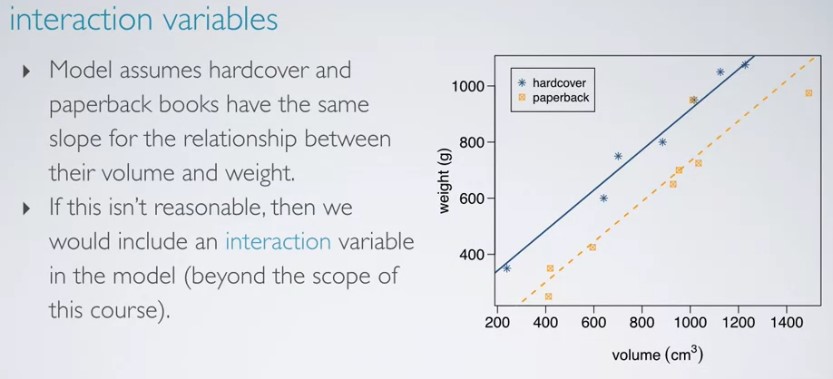 interaction variables
Model assumes hardcover and
paperback books have the same
slope for the relationship between
their volume and weight.
If this isn't reasonable, then we
would include an interaction variable
in the model (beyond the scope of
this course).
hardcover
paperback
weight (g)
1000
800
600
400
200 400 600 800 1000 1200 1400
volume (cm³)